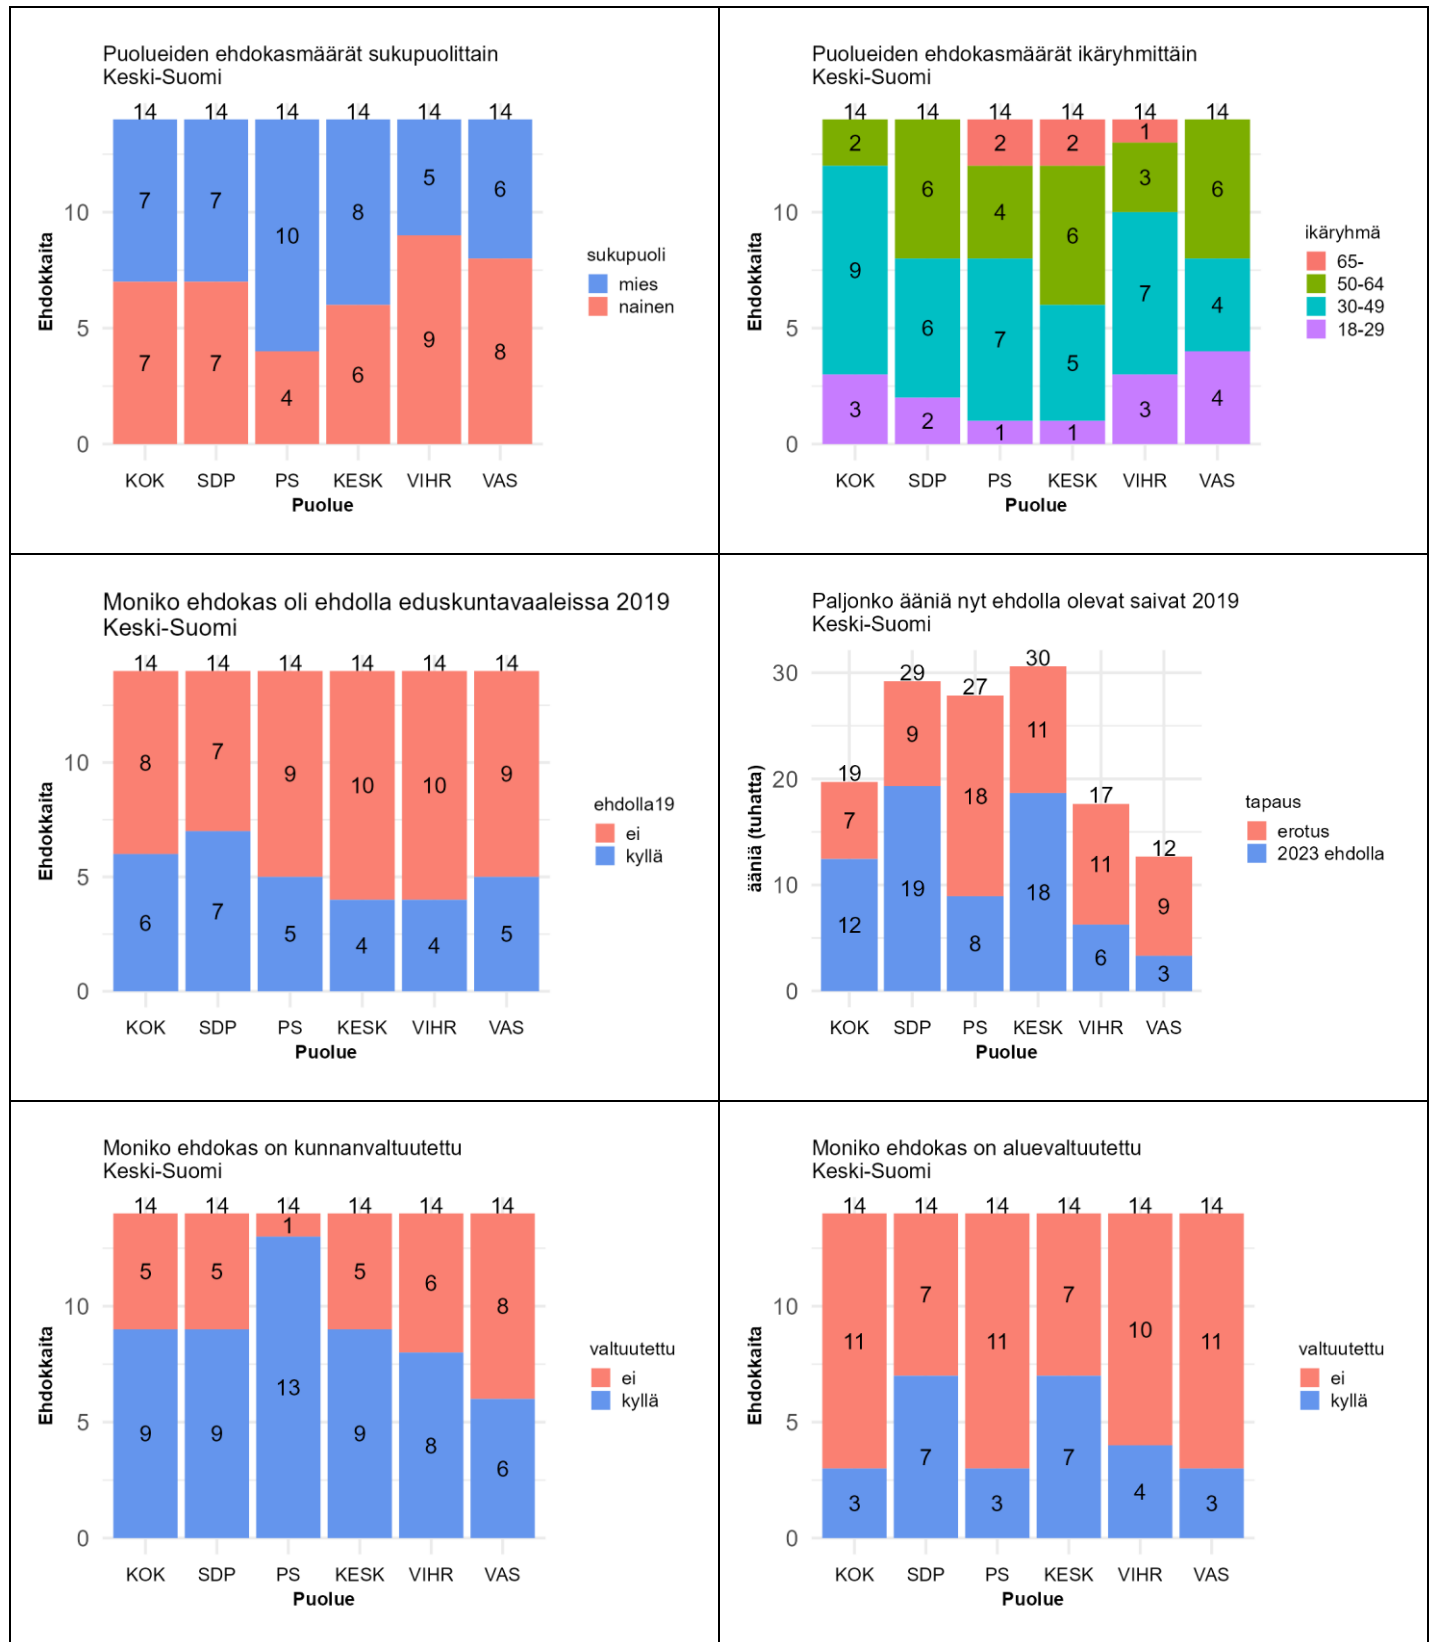 Puolueiden ehdokasmäärät sukupuolittain
Keski-Suomi
14 14 14 14 14 14
7 7 10 8 5 6
7 7 4 6 9 8
10
5
0
Ehdokkaita
KOK SDP PS KESK VIHR VAS
Puolue
sukupuoli
mies
nainen
Puolueiden ehdokasmäärät ikäryhmittäin
Keski-Suomi
14 14 14 14 14 14
2 2 2 1
6 4 6 3 6
9 6 7 5 7 4
3 2 1 1 3 4
10
5
0
Ehdokkaita
KOK SDP PS KESK VIHR VAS
Puolue
ikäryhmä
65-
50-64
30-49
18-29
Moniko ehdokas oli ehdolla eduskuntavaaleissa 2019
Keski-Suomi
14 14 14 14 14 14
8 7 9 10 10 9
6 7 5 4 4 5
10
5
0
Ehdokkaita
KOK SDP PS KESK VIHR VAS
Puolue
ehdolla19
ei
kyllä
Paljonko ääniä nyt ehdolla olevat saivat 2019
Keski-Suomi
19 29 27 30 17 12
7 9 18 11 11 9
12 19 8 18 6 3
30
20
10
0
ääniä (tuhatta)
KOK SDP PS KESK VIHR VAS
Puolue
tapaus
erotus
2023 ehdolla
Moniko ehdokas on kunnanvaltuutettu
Keski-Suomi
14 14 14 14 14 14
5 5 1 5 6 8
9 9 13 9 8 6
10
5
0
Ehdokkaita
KOK SDP PS KESK VIHR VAS
Puolue
valtuutettu
ei
kyllä
Moniko ehdokas on aluevaltuutettu
Keski-Suomi
14 14 14 14 14 14
11 7 11 7 10 11
3 7 3 7 4 3
10
5
0
Ehdokkaita
KOK SDP PS KESK VIHR VAS
Puolue
valtuutettu
ei
kyllä